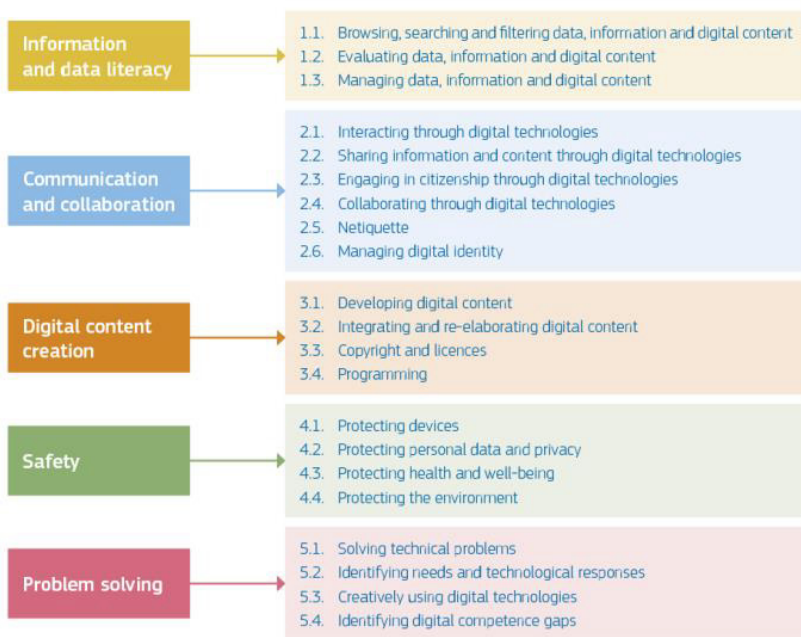 Information
and data literacy
1.1. Browsing, searching and filtering data, information and digital content
1.2. Evaluating data, information and digital content
1.3. Managing data, information and digital content
Communication
and collaboration
2.1. Interacting through digital technologies
2.2. Sharing information and content through digital technologies
2.3. Engaging in citizenship through digital technologies
2.4. Collaborating through digital technologies
2.5. Netiquette
2.6. Managing digital identity
Digital content
creation
3.1. Developing digital content
3.2. Integrating and re-elaborating digital content
3.3. Copyright and licences
3.4. Programming
Safety
4.1. Protecting devices
4.2. Protecting personal data and privacy
4.3. Protecting health and well-being
4.4. Protecting the environment
Problem solving
5.1. Solving technical problems
5.2. Identifying needs and technological responses
5.3. Creatively using digital technologies
5.4. Identifying digital competence gaps